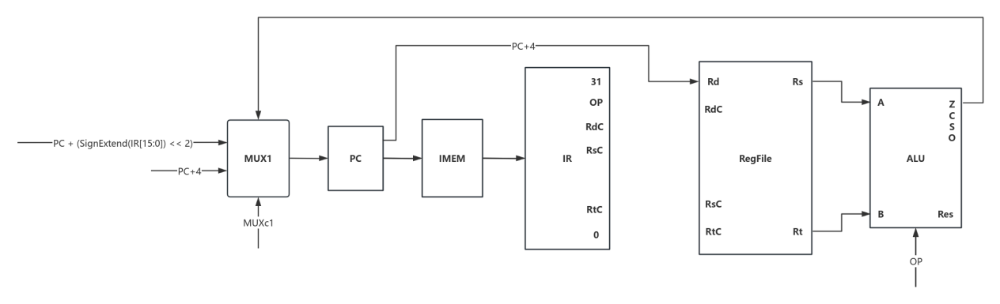 PC+4
31
Rd
Rs
OP
A
Z
RdC
C
RdC
S
PC + (SignExtend(IR[15:0]) << 2)
RsC
O
MUX1
PC
IMEM
IR
RegFile
ALU
PC+4
RsC
RtC
B
Res
MUXc1
0
RtC
Rt
OP